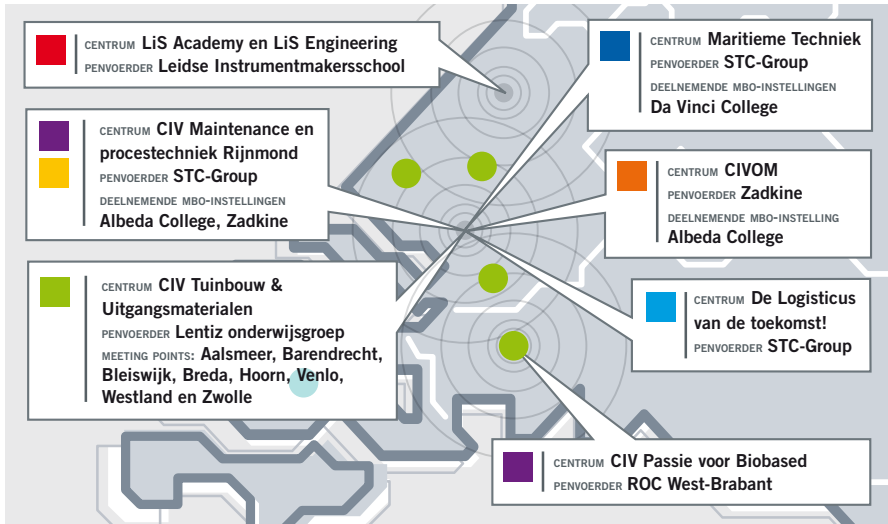 CENTRUM LiS Academy en LiS Engineering
PENVOERDER Leidse Instrumentmakersschool
CENTRUM CIV Maintenance en
procestechniek Rijnmond
PENVOERDER STC-Group
DEELNEMENDE MBO-INSTELLINGEN
Albeda College, Zadkine
CENTRUM CIV Tuinbouw &
Uitgangsmaterialen
PENVOERDER Lentiz onderwijsgroep
MEETING POINTS: Aalsmeer, Barendrecht,
Bleiswijk, Breda, Hoorn, Venlo,
Westland en Zwolle
CENTRUM Maritieme Techniek
PENVOERDER STC-Group
DEELNEMENDE MBO-INSTELLINGEN
Da Vinci College
CENTRUM CIVOM
PENVOERDER Zadkine
DEELNEMENDE MBO-INSTELLING
Albeda College
CENTRUM De Logisticus
van de toekomst!
PENVOERDER STC-Group
CENTRUM CIV Passie voor Biobased
PENVOERDER ROC West-Brabant